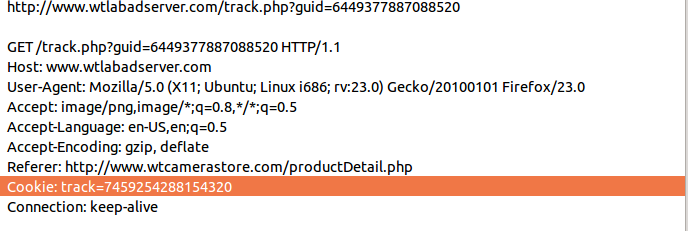 http://www.wtlabadserver.com/track.php?guid=6449377887088520
GET /track.php?guid=6449377887088520 HTTP/1.1
Host: www.wtlabadserver.com
User-Agent: Mozilla/5.0 (X11; Ubuntu; Linux i686; rv:23.0) Gecko/20100101 Firefox/23.0
Accept: image/png,image/*;q=0.8,*/*;q=0.5
Accept-Language: en-US,en;q=0.5
Accept-Encoding: gzip, deflate
Referer: http://www.wtcamerastore.com/productDetail.php
Cookie: track=7459254288154320
Connection: keep-alive